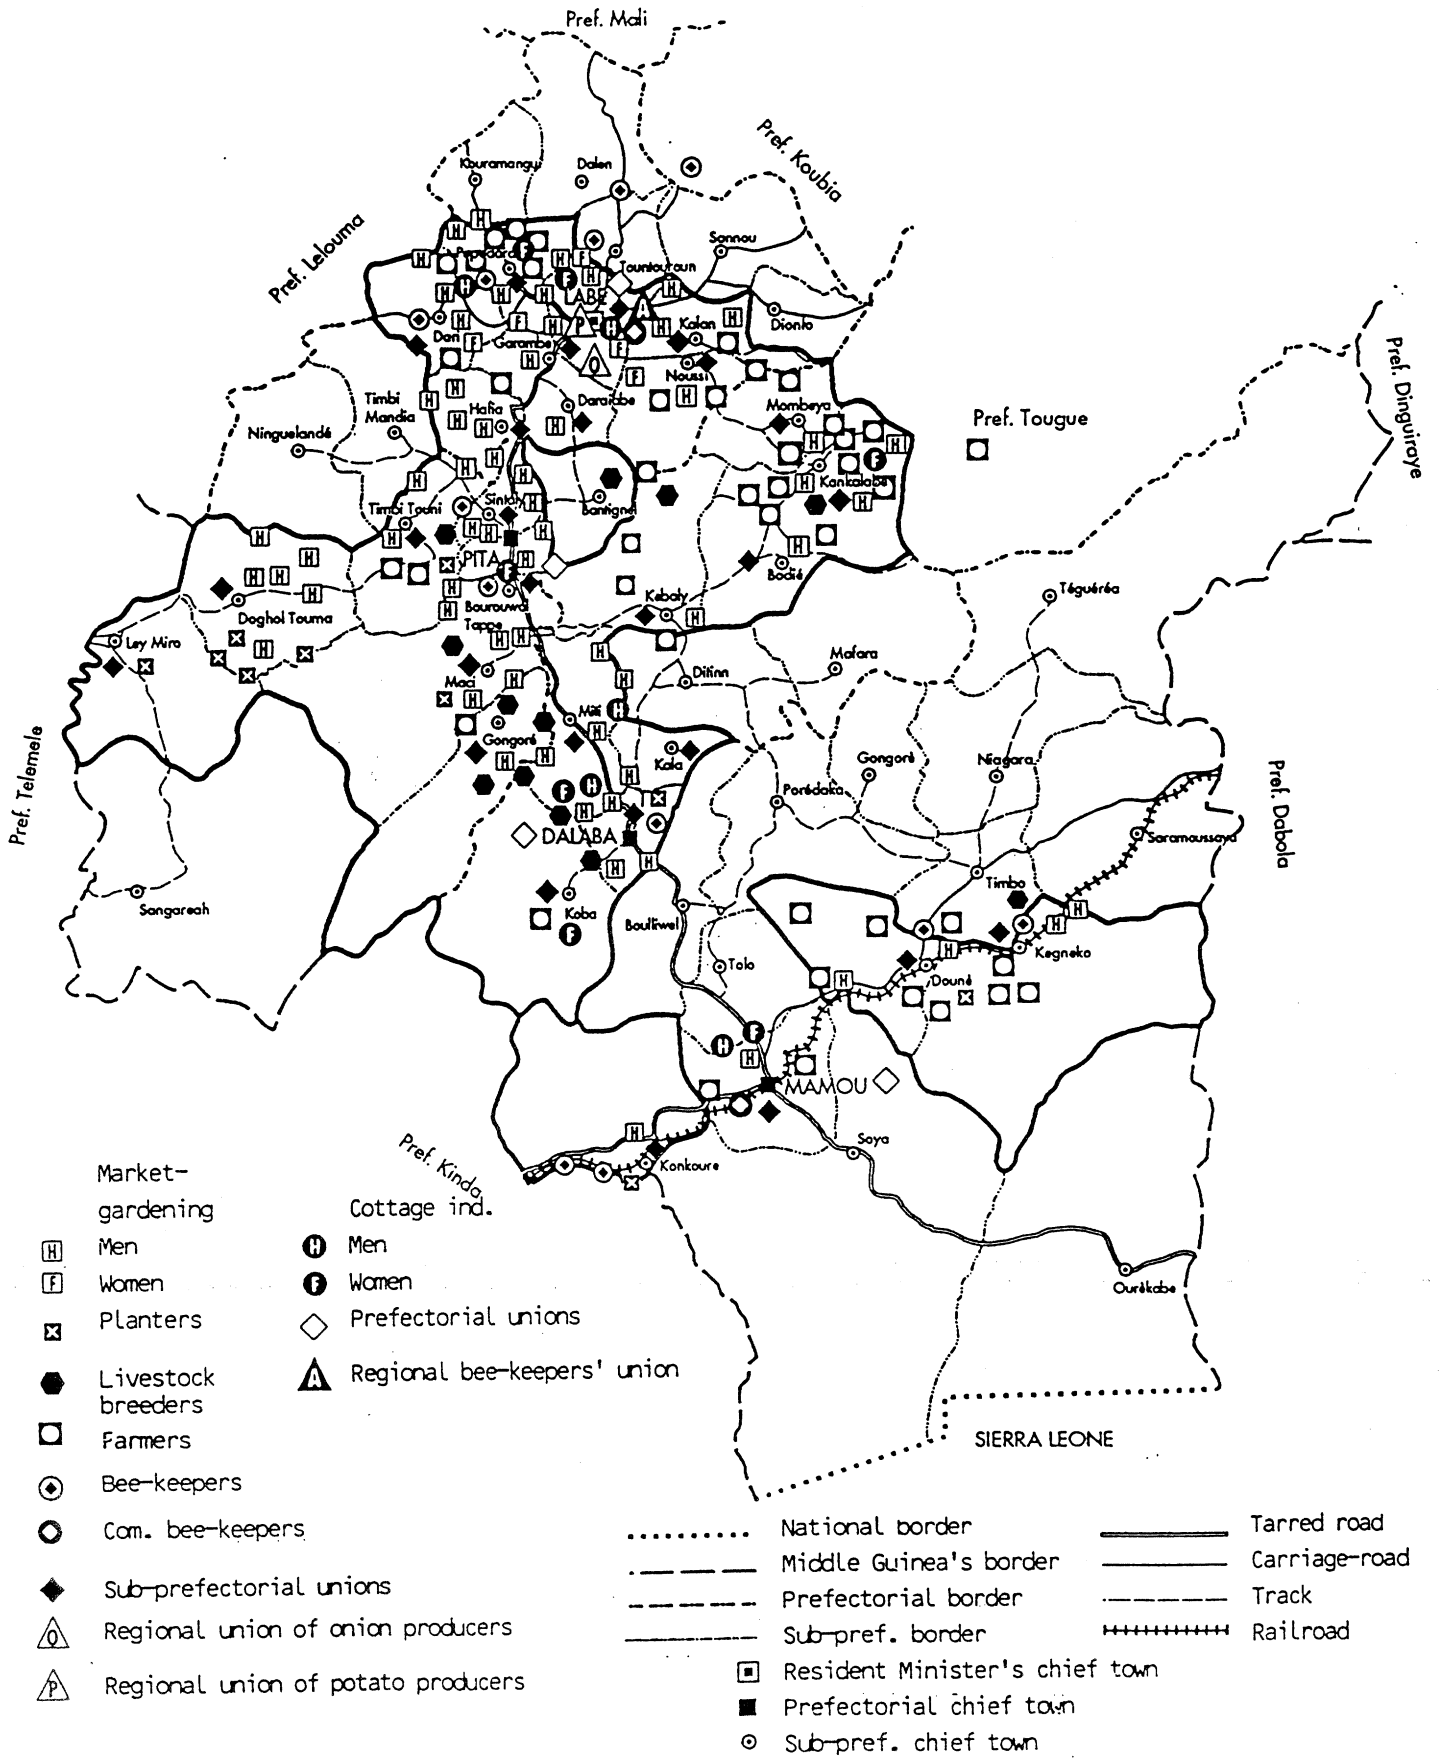 Pref. Mali
Pref. Koubia
Kouramangui
Dalen
Pref. Lelouma
Sannou
Tountouroun
LABE
Dionfo
Dari
Garambe
Kalan
Noussi
Timbi
Mandia
Hafia
Daralabe
Mombeya
Pref. Tougue
Pref. Dinguiraye
Ninguelandé
Kankalabe
Timbi Touni
Sintaly
Bantignel
PITA
Bodié
Bourouwal
Tappe
Kebaly
Téguéréa
Doghol Touma
Ley Miro
Ditinn
Mafara
Maci
Miti
Gongoré
Kala
Gongoré
Niagara
Porédaka
Pref. Telemele
Pref. Dabola
DALABA
Saramoussaya
Timbo
Sangareah
Koba
Boulliwel
Tolo
Kegneko
Douné
MAMOU
Soya
Pref. Kinda
Konkoure
Ourékabe
SIERRA LEONE
O
P
A
Market-
gardening
H Men
F Women
Planters
Livestock
breeders
Farmers
Bee-keepers
Com. bee-keepers
Sub-prefectorial unions
O Regional union of onion producers
P Regional union of potato producers
Cottage ind.
H Men
F Women
Prefectorial unions
A Regional bee-keepers' union
National border
Middle Guinea's border
Prefectorial border
Sub-pref. border
Resident Minister's chief town
Prefectorial chief town
Sub-pref. chief town
Tarred road
Carriage-road
Track
Railroad